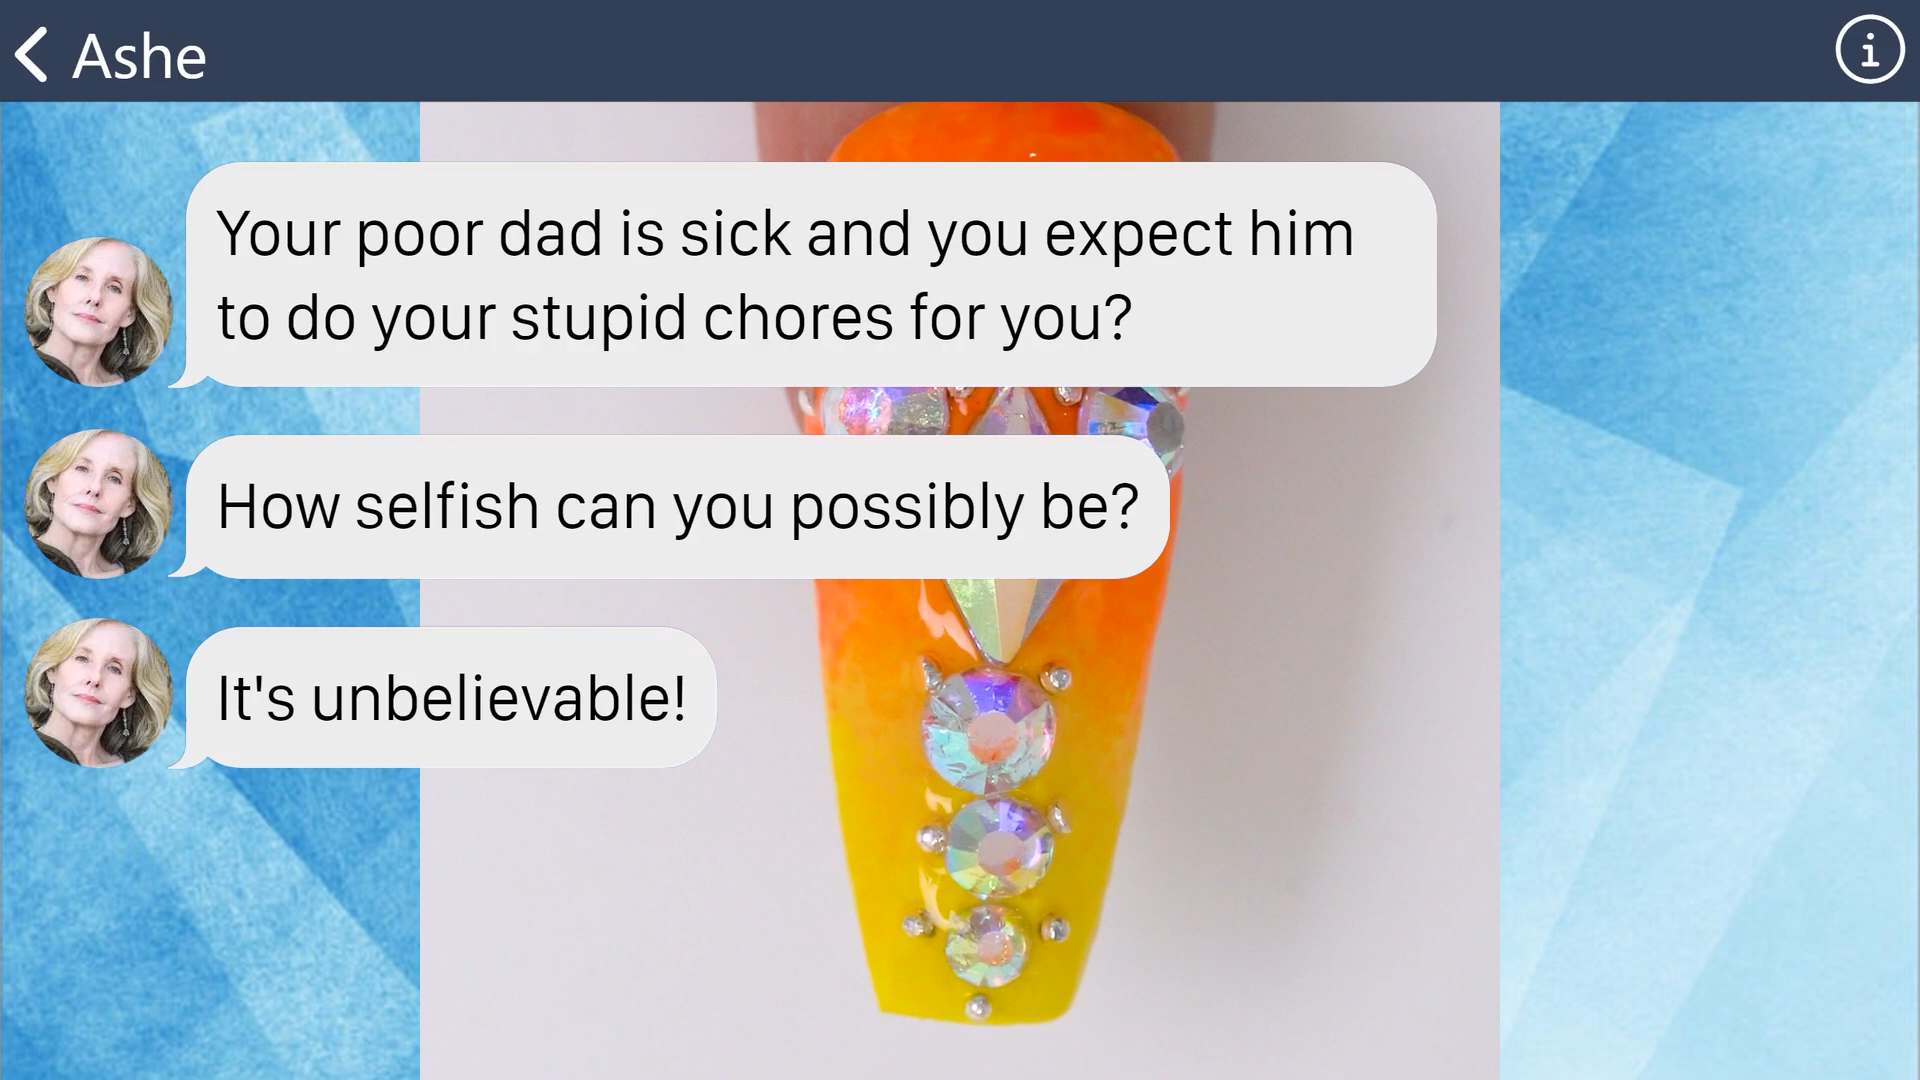 Ashe
Your poor dad is sick and you expect him
to do your stupid chores for you?
How selfish can you possibly be?
It's unbelievable!